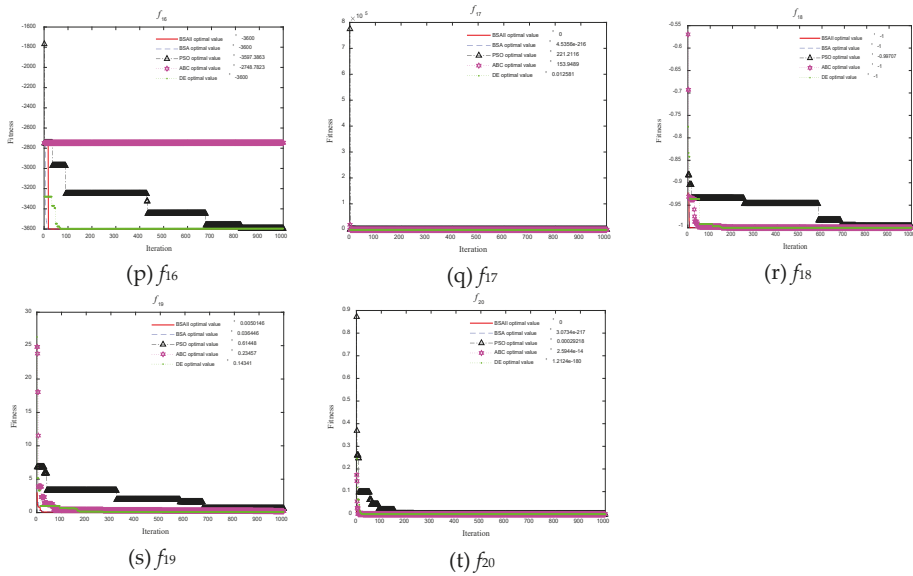 f16
BSAII optimal value : -3600
BSA optimal value : -3600
PSO optimal value : -3597.3863
ABC optimal value : -2746.7823
DE optimal value : -3600
-1600
-1800
-2000
-2200
-2400
-2600
-2800
-3000
-3200
-3400
-3600
Fitness
0 100 200 300 400 500 600 700 800 900 1000
Iteration
(p) f16
f17
× 10^5
BSAII optimal value : 0
BSA optimal value : 4.5356e-216
PSO optimal value : 221.2116
ABC optimal value : 153.9489
DE optimal value : 0.012581
8
7
6
5
4
3
2
1
0
Fitness
0 100 200 300 400 500 600 700 800 900 1000
Iteration
(q) f17
f18
BSAII optimal value : -1
BSA optimal value : -1
PSO optimal value : -0.99707
ABC optimal value : -1
DE optimal value : -1
-0.55
-0.6
-0.65
-0.7
-0.75
-0.8
-0.85
-0.9
-0.95
-1
Fitness
0 100 200 300 400 500 600 700 800 900 1000
Iteration
(r) f18
f19
BSAII optimal value : 0.0050146
BSA optimal value : 0.036446
PSO optimal value : 0.61448
ABC optimal value : 0.23457
DE optimal value : 0.14341
30
25
20
15
10
5
0
Fitness
0 100 200 300 400 500 600 700 800 900 1000
Iteration
(s) f19
f20
BSAII optimal value : 0
BSA optimal value : 3.0734e-217
PSO optimal value : 0.00029218
ABC optimal value : 2.5944e-14
DE optimal value : 1.2124e-180
0.9
0.8
0.7
0.6
0.5
0.4
0.3
0.2
0.1
0
Fitness
0 100 200 300 400 500 600 700 800 900 1000
Iteration
(t) f20